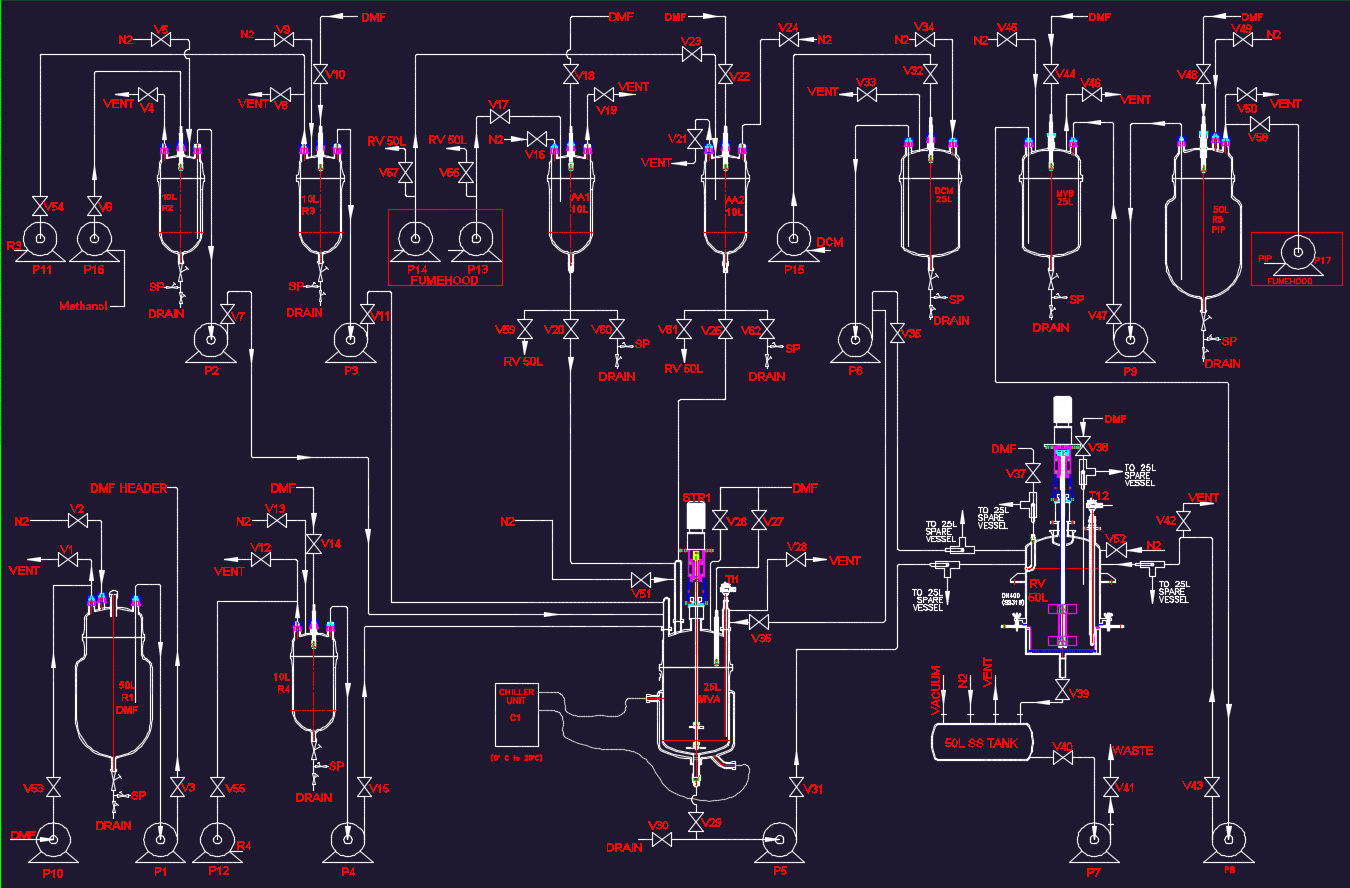 DMF
DMF
DMF
DMF
DMF
V5
N2
V9
N2
V23
V24
N2
V34
N2
V45
N2
V49
N2
V10
V18
V22
V32
V44
V48
VENT
V4
VENT
V8
V19
VENT
VENT
V33
V46
VENT
V50
VENT
V17
V58
RV 50L
RV 50L
N2
V16
V21
VENT
V57
V56
10L
R2
10L
R3
AA1
10L
AA2
10L
DCM
25L
MVB
25L
50L
R5
PIP
V54
V6
R3
P11
P16
P14
P13
FUMEHOOD
P15
DCM
PIP
P17
FUMEHOOD
Methanol
SP
DRAIN
V7
P2
SP
DRAIN
V11
P3
V59
V20
V60
SP
RV 50L
DRAIN
V61
V25
V62
SP
RV 50L
DRAIN
P6
V35
SP
DRAIN
SP
DRAIN
V47
P9
SP
DRAIN
DMF
V38
DMF
V37
TO 25L
SPARE
VESSEL
T12
TO 25L
SPARE
VESSEL
TO 25L
SPARE
VESSEL
V42
VENT
V52
N2
TO 25L
SPARE
VESSEL
TO 25L
SPARE
VESSEL
RV
50L
DN400
(SS316)
DMF HEADER
V2
N2
V1
VENT
DMF
V13
N2
V14
V12
VENT
STR1
DMF
V26
V27
N2
V28
VENT
V51
TI1
V36
50L
R1
DMF
10L
R4
25L
MVA
CHILLER
UNIT
C1
V39
VACUUM
N2
VENT
50L SS TANK
V40
WASTE
V41
V53
SP
DRAIN
V3
V55
SP
DRAIN
V15
V31
V43
V30
V29
DRAIN
DMF
P10
P1
P12
R4
P4
P5
P7